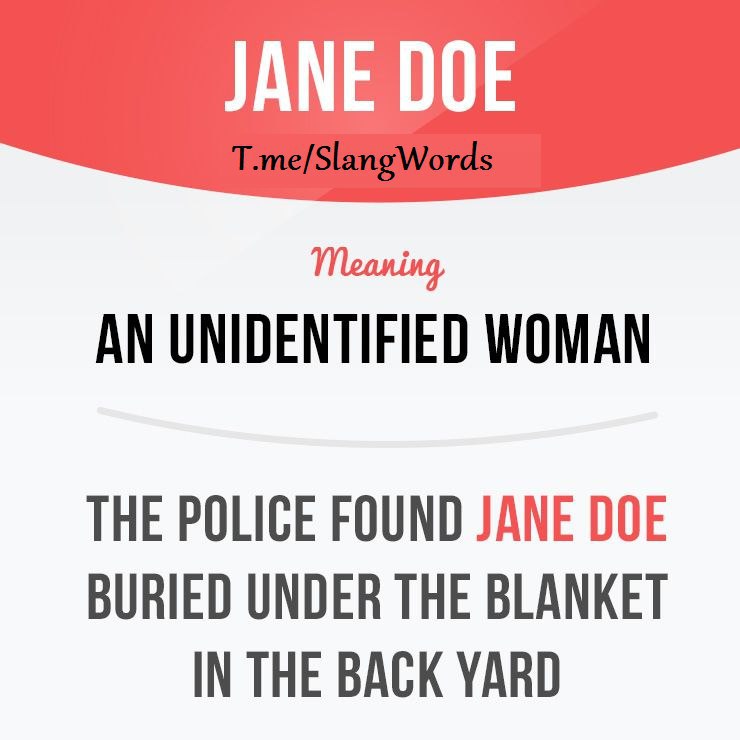 JANE DOE
T.me/SlangWords
Meaning
AN UNIDENTIFIED WOMAN
THE POLICE FOUND JANE DOE
BURIED UNDER THE BLANKET
IN THE BACK YARD